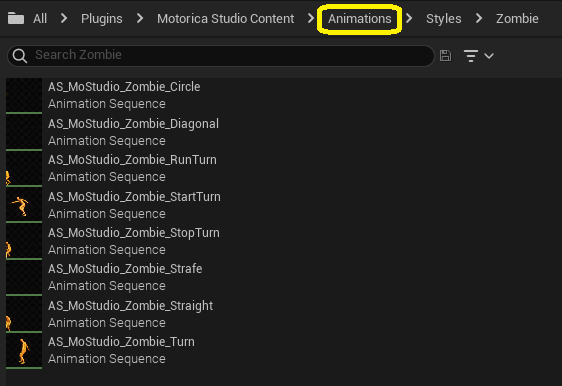 All > Plugins > Motorica Studio Content > Animations > Styles > Zombie
Search Zombie
AS_MoStudio_Zombie_Circle
Animation Sequence
AS_MoStudio_Zombie_Diagonal
Animation Sequence
AS_MoStudio_Zombie_RunTurn
Animation Sequence
AS_MoStudio_Zombie_StartTurn
Animation Sequence
AS_MoStudio_Zombie_StopTurn
Animation Sequence
AS_MoStudio_Zombie_Strafe
Animation Sequence
AS_MoStudio_Zombie_Straight
Animation Sequence
AS_MoStudio_Zombie_Turn
Animation Sequence